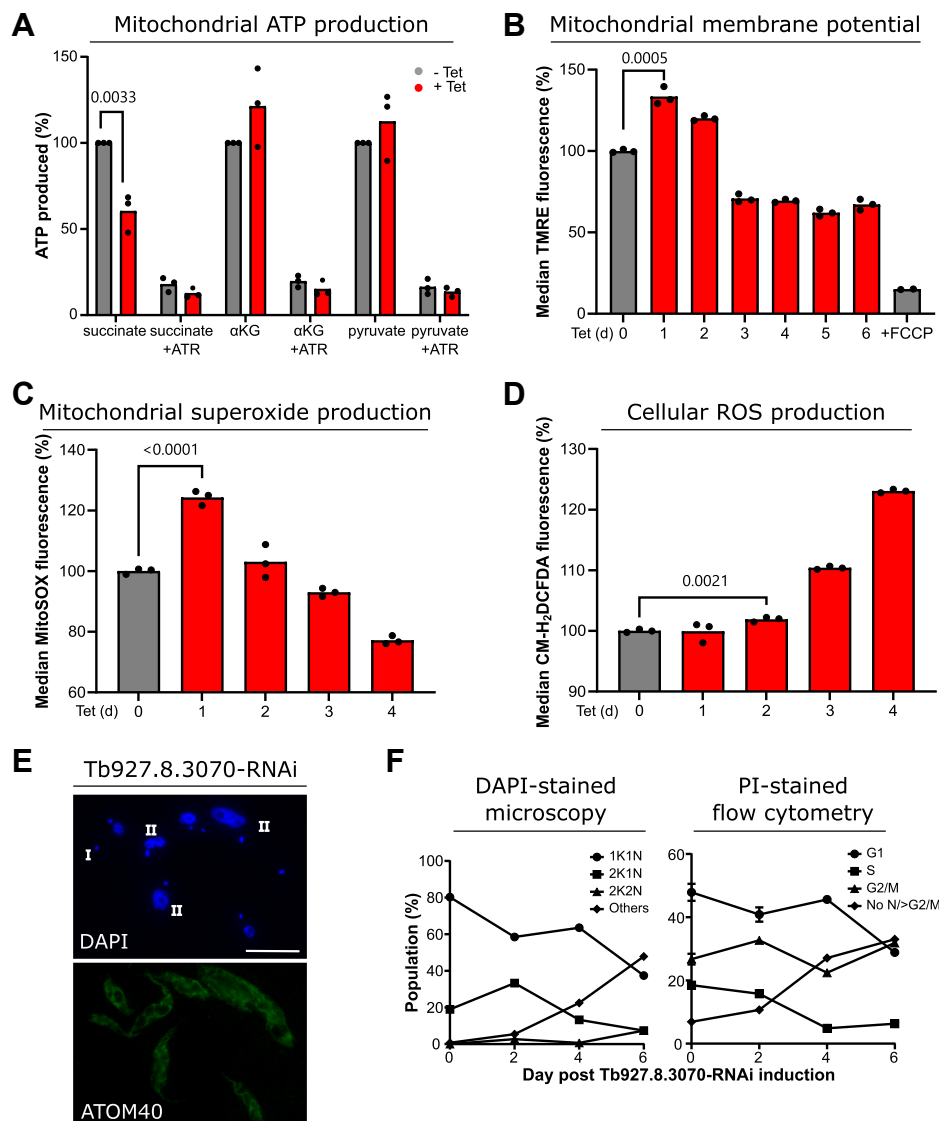 A
Mitochondrial ATP production
ATP produced (%)
150
100
50
0
- Tet
+ Tet
0.0033
succinate
succinate +ATR
αKG
αKG +ATR
pyruvate
pyruvate +ATR
B
Mitochondrial membrane potential
Median TMRE fluorescence (%)
150
100
50
0
0.0005
Tet (d) 0 1 2 3 4 5 6 +FCCP
C
Mitochondrial superoxide production
Median MitoSOX fluorescence (%)
140
120
100
80
60
<0.0001
Tet (d) 0 1 2 3 4
D
Cellular ROS production
Median CM-H₂DCFDA fluorescence (%)
130
120
110
100
90
0.0021
Tet (d) 0 1 2 3 4
E
Tb927.8.3070-RNAi
I
II
II
II
DAPI
ATOM40
F
DAPI-stained
microscopy
Population (%)
100
80
60
40
20
0
1K1N
2K1N
2K2N
Others
0 2 4 6
PI-stained
flow cytometry
60
40
20
0
G1
S
G2/M
No N/>G2/M
0 2 4 6
Day post Tb927.8.3070-RNAi induction